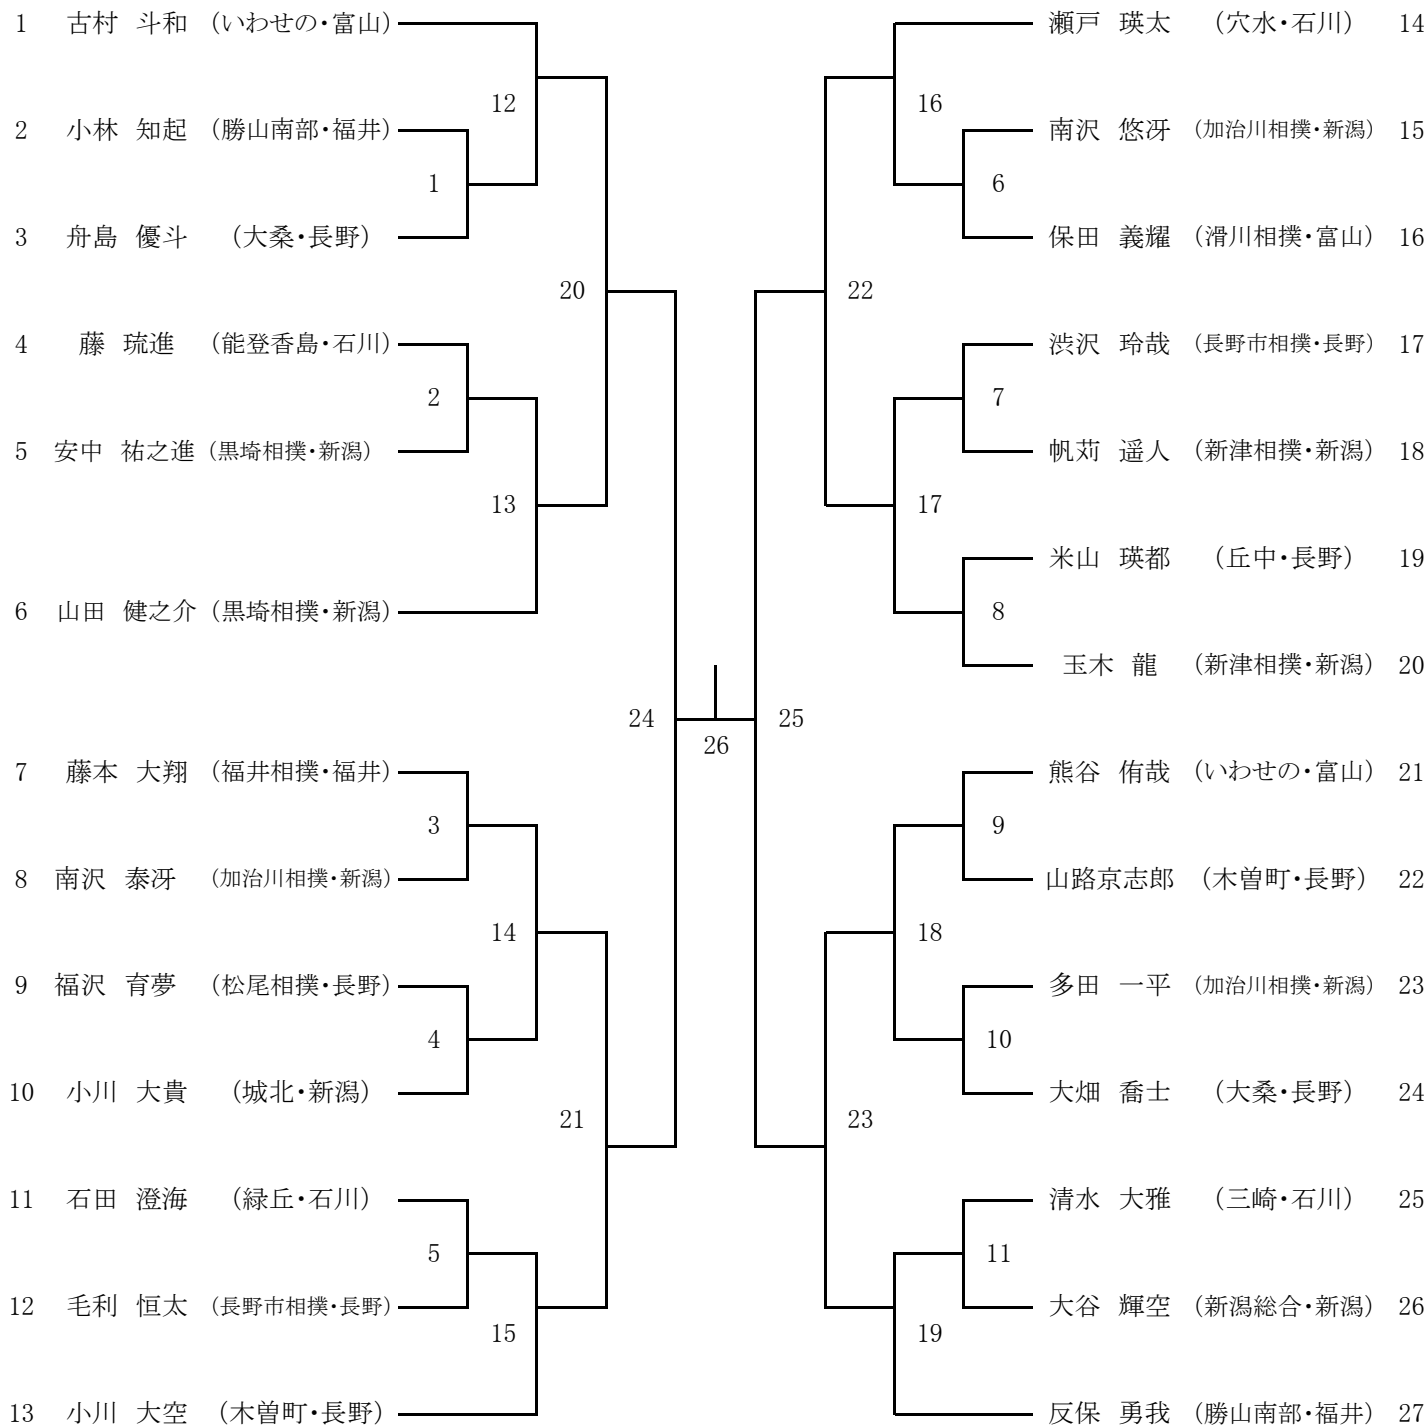 1 古村 斗和 (いわせの・富山)
12
2 小林 知起 (勝山南部・福井)
1
3 舟島 優斗 (大桑・長野)
20
4 藤 琉進 (能登香島・石川)
2
5 安中 祐之進 (黒埼相撲・新潟)
13
6 山田 健之介 (黒埼相撲・新潟)
24
7 藤本 大翔 (福井相撲・福井)
3
8 南沢 泰冴 (加治川相撲・新潟)
14
9 福沢 育夢 (松尾相撲・長野)
4
10 小川 大貴 (城北・新潟)
21
11 石田 澄海 (緑丘・石川)
5
12 毛利 恒太 (長野市相撲・長野)
15
13 小川 大空 (木曽町・長野)
26
瀬戸 瑛太 (穴水・石川) 14
16
南沢 悠冴 (加治川相撲・新潟) 15
6
保田 義耀 (滑川相撲・富山) 16
22
渋沢 玲哉 (長野市相撲・長野) 17
7
帆苅 遥人 (新津相撲・新潟) 18
17
米山 瑛都 (丘中・長野) 19
8
玉木 龍 (新津相撲・新潟) 20
25
熊谷 侑哉 (いわせの・富山) 21
9
山路京志郎 (木曽町・長野) 22
18
多田 一平 (加治川相撲・新潟) 23
10
大畑 喬士 (大桑・長野) 24
23
清水 大雅 (三崎・石川) 25
11
大谷 輝空 (新潟総合・新潟) 26
19
反保 勇我 (勝山南部・福井) 27